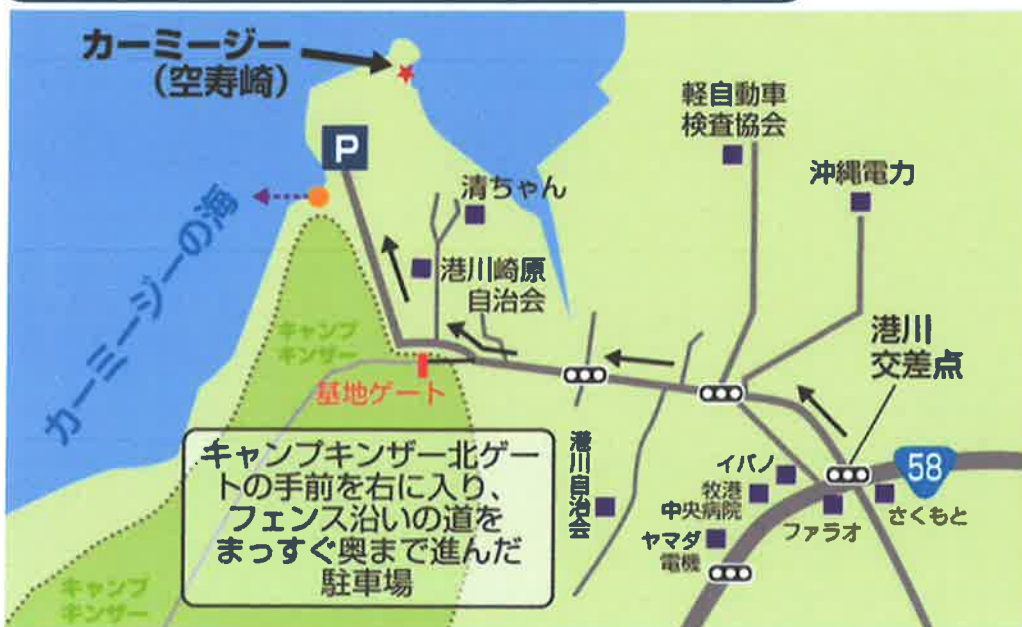 カーミージー
（空寿崎）
P
軽自動車
検査協会
沖縄電力
清ちゃん
カーミージーの海
港川崎原
自治会
キャンプ
キンザー
基地ゲート
港川
交差点
キャンプキンザー北ゲー
トの手前を右に入り、
フェンス沿いの道を
まっすぐ奥まで進んだ
駐車場
港川自治会
イバノ
牧港
中央病院
ヤマダ
電機
ファラオ
さくもと
58
キャンプ
キンザー